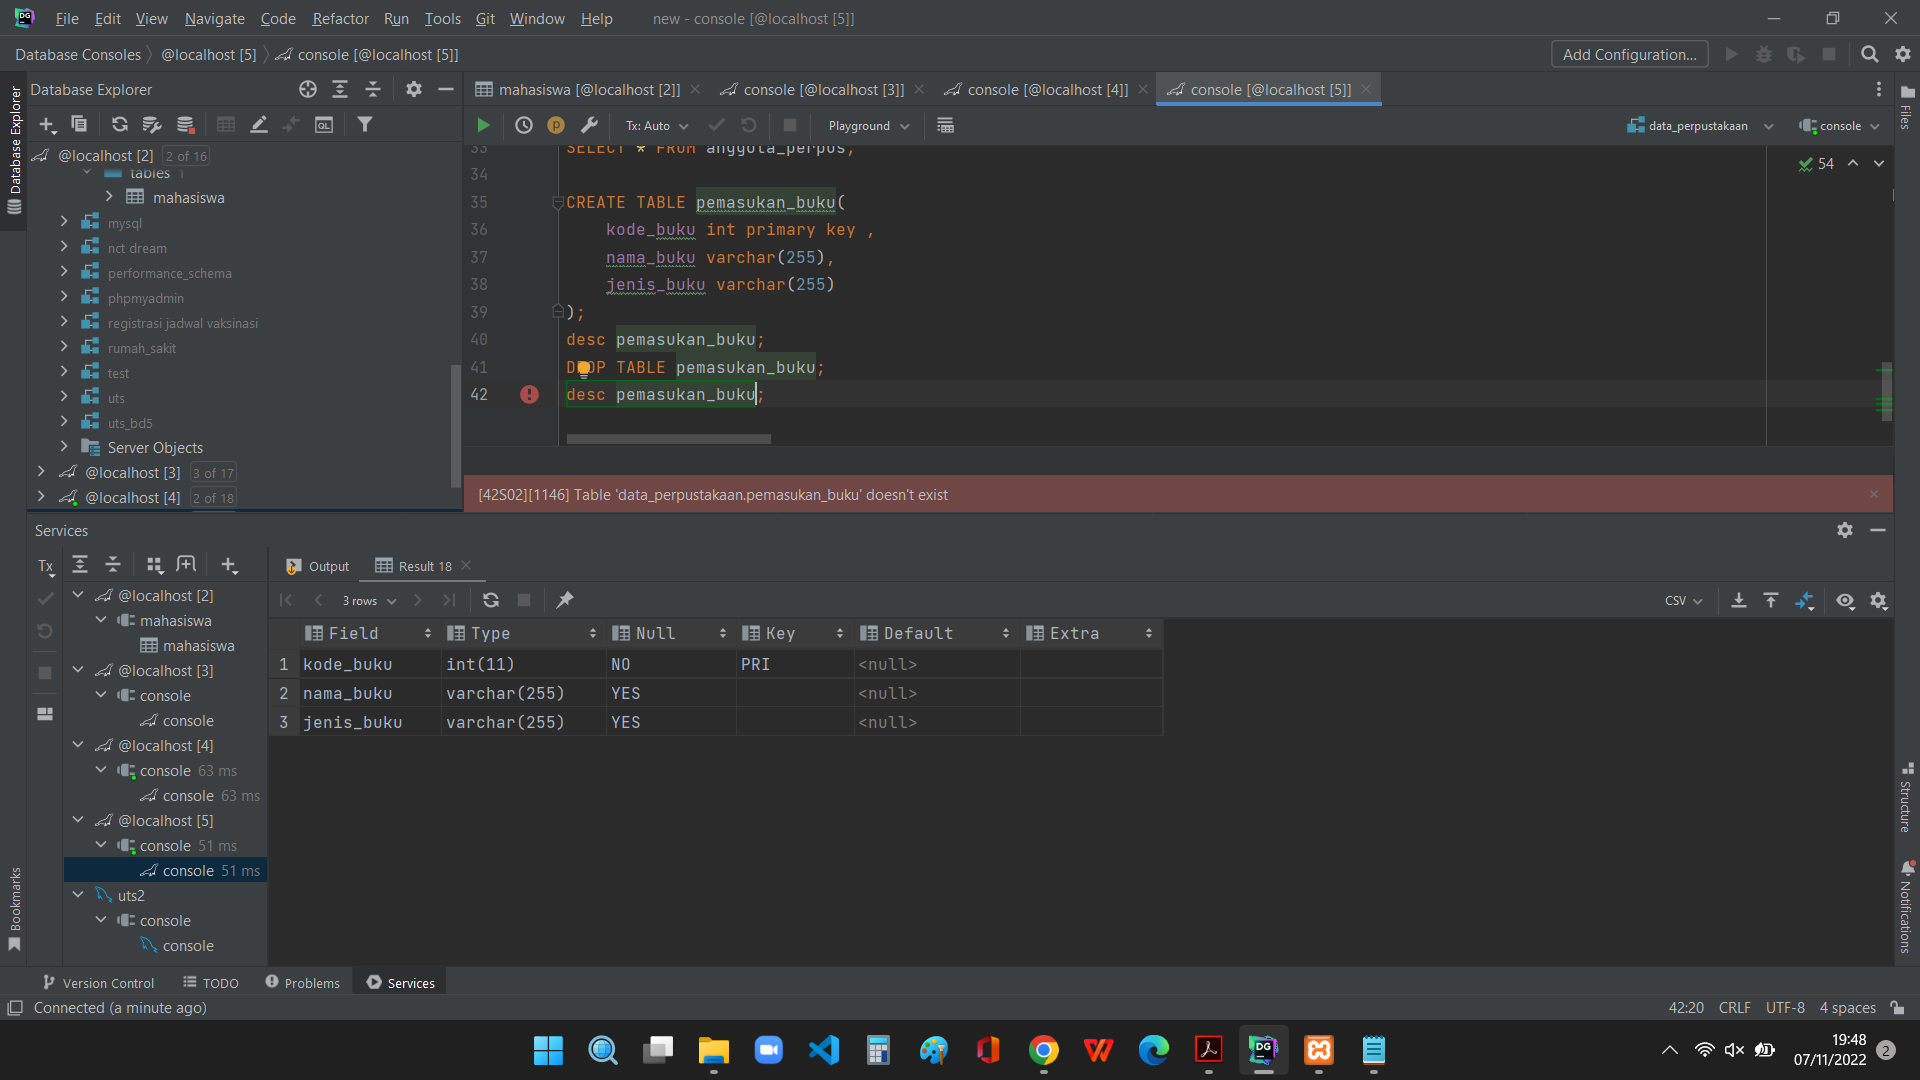 DG File Edit View Navigate Code Refactor Run Tools Git Window Help new - console [@localhost [5]]
Database Consoles @localhost [5] console [@localhost [5]] Add Configuration...
Database Explorer
Database Explorer
mahasiswa [@localhost [2]] console [@localhost [3]] console [@localhost [4]] console [@localhost [5]]
Files
QL
p Tx: Auto Playground data_perpustakaan console
@localhost [2] 2 of 16
tables 1
mahasiswa
mysql
nct dream
performance_schema
phpmyadmin
registrasi jadwal vaksinasi
rumah_sakit
test
uts
uts_bd5
Server Objects
@localhost [3] 3 of 17
@localhost [4] 2 of 18
54
33 SELECT * FROM anggota_perpus;
34
35 CREATE TABLE pemasukan_buku(
36 kode_buku int primary key ,
37 nama_buku varchar(255),
38 jenis_buku varchar(255)
39 );
40 desc pemasukan_buku;
41 DROP TABLE pemasukan_buku;
42 desc pemasukan_buku;
[42S02][1146] Table 'data_perpustakaan.pemasukan_buku' doesn't exist
Services
Tx
@localhost [2]
mahasiswa
mahasiswa
@localhost [3]
console
console
@localhost [4]
console 63 ms
console 63 ms
@localhost [5]
console 51 ms
console 51 ms
uts2
console
console
Output Result 18
3 rows CSV
Field Type Null Key Default Extra
1 kode_buku int(11) NO PRI <null>
2 nama_buku varchar(255) YES <null>
3 jenis_buku varchar(255) YES <null>
Structure
Notifications
Bookmarks
Version Control TODO Problems Services
Connected (a minute ago) 42:20 CRLF UTF-8 4 spaces
DG
19:48
07/11/2022 2